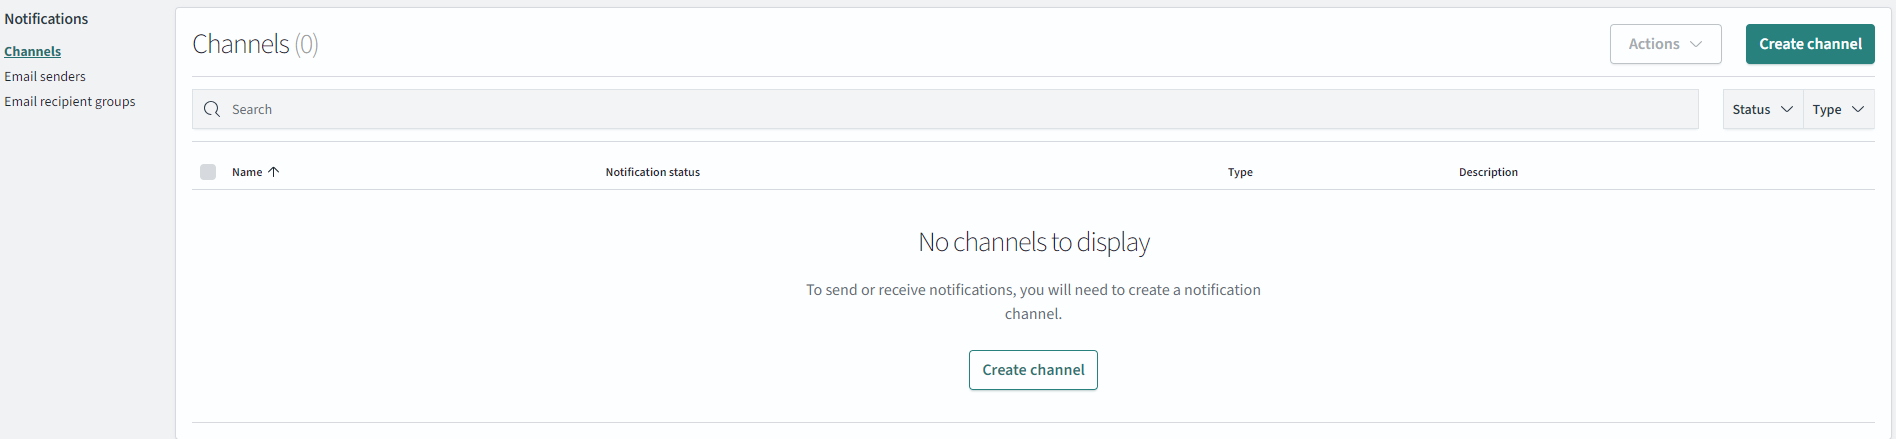 Notifications
Channels
Email senders
Email recipient groups
Channels (0)
Actions
Create channel
Search
Status
Type
Name
Notification status
Type
Description
No channels to display
To send or receive notifications, you will need to create a notification
channel.
Create channel